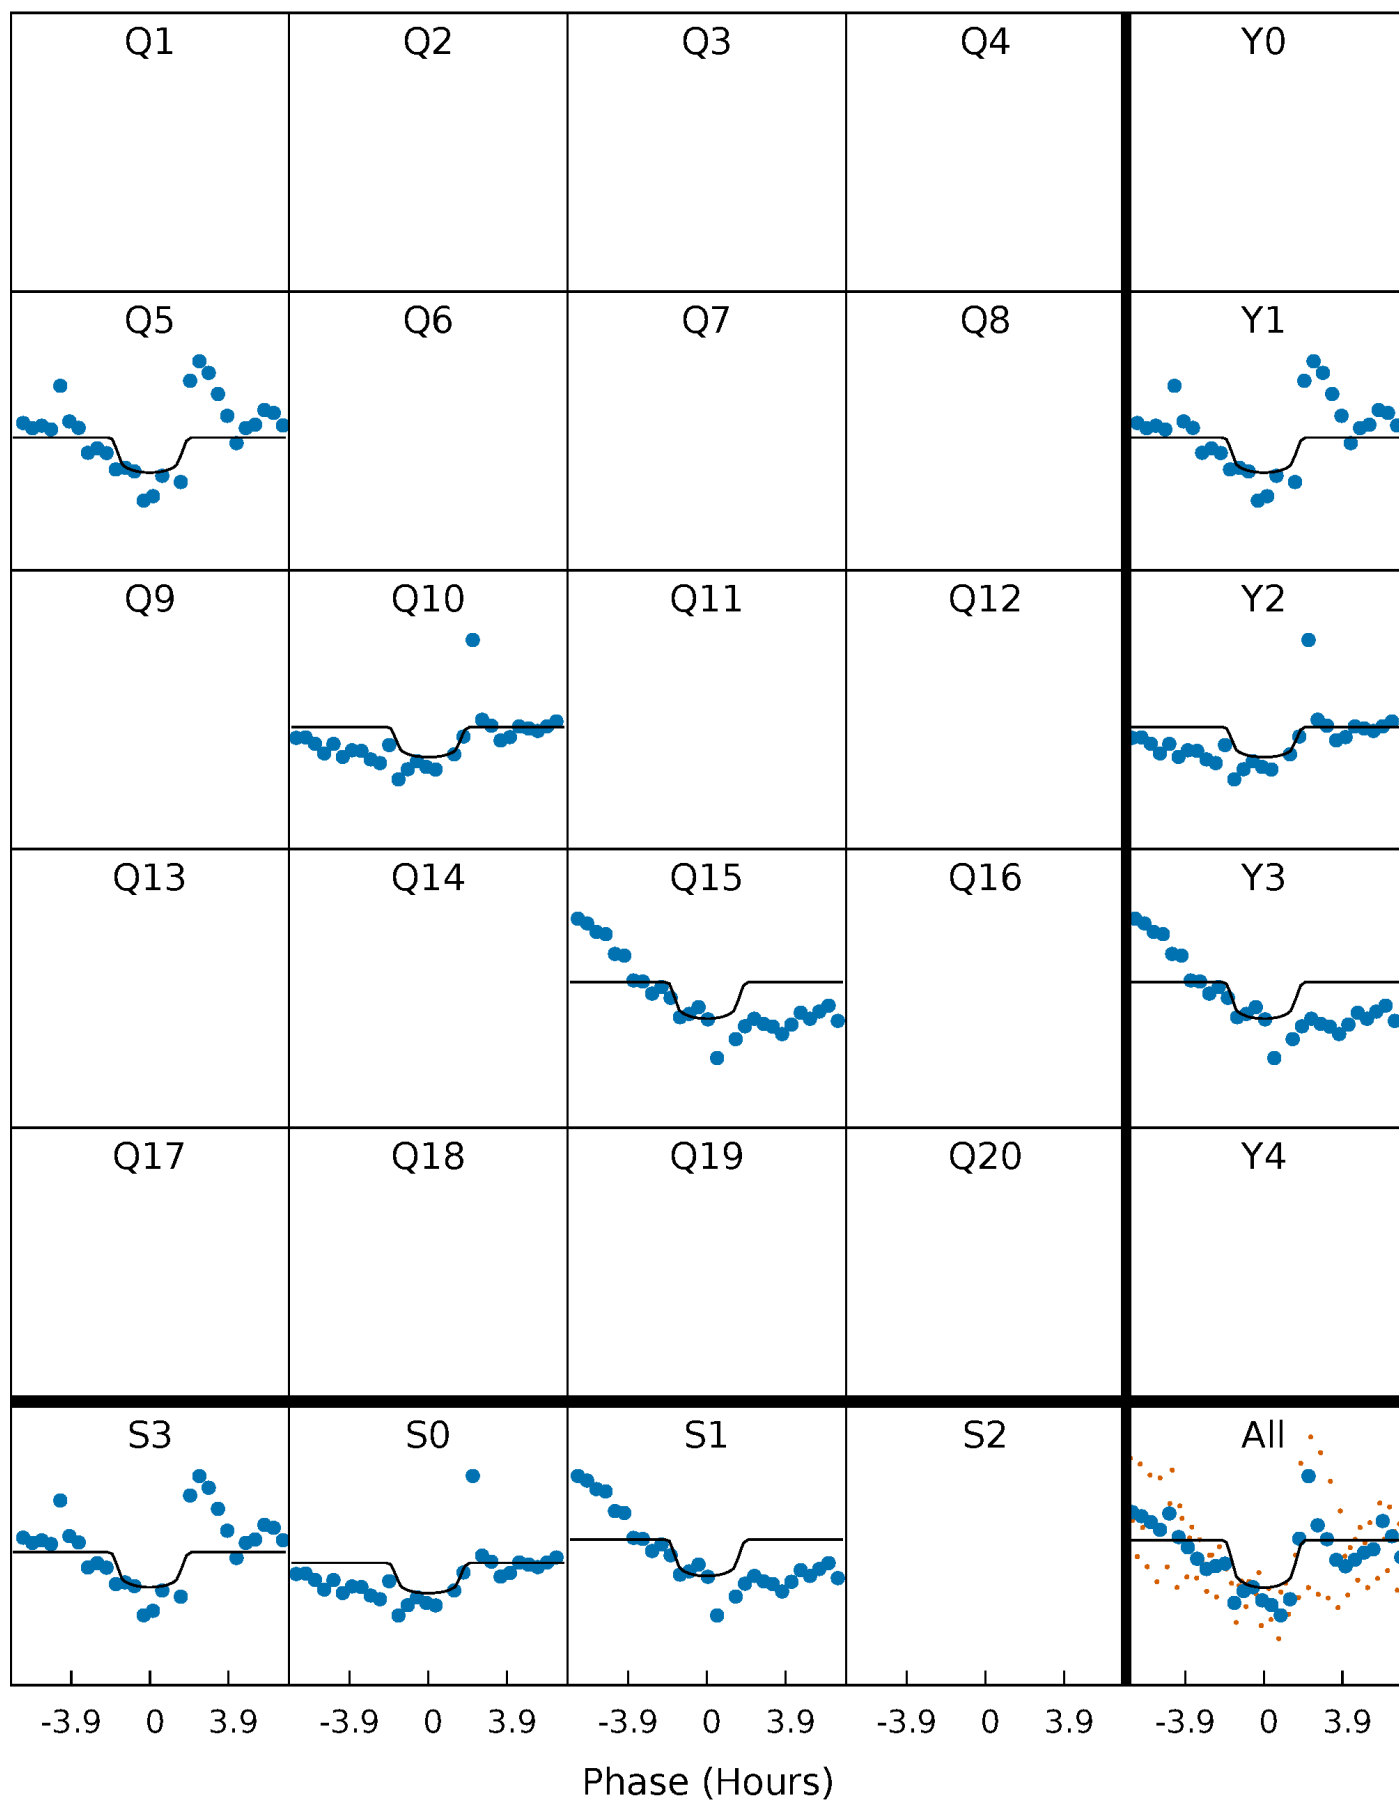 Q1 Q2 Q3 Q4 Y0
Q5 Q6 Q7 Q8 Y1
Q9 Q10 Q11 Q12 Y2
Q13 Q14 Q15 Q16 Y3
Q17 Q18 Q19 Q20 Y4
S3 S0 S1 S2 All
-3.9 0 3.9 -3.9 0 3.9 -3.9 0 3.9 -3.9 0 3.9 -3.9 0 3.9
Phase (Hours)